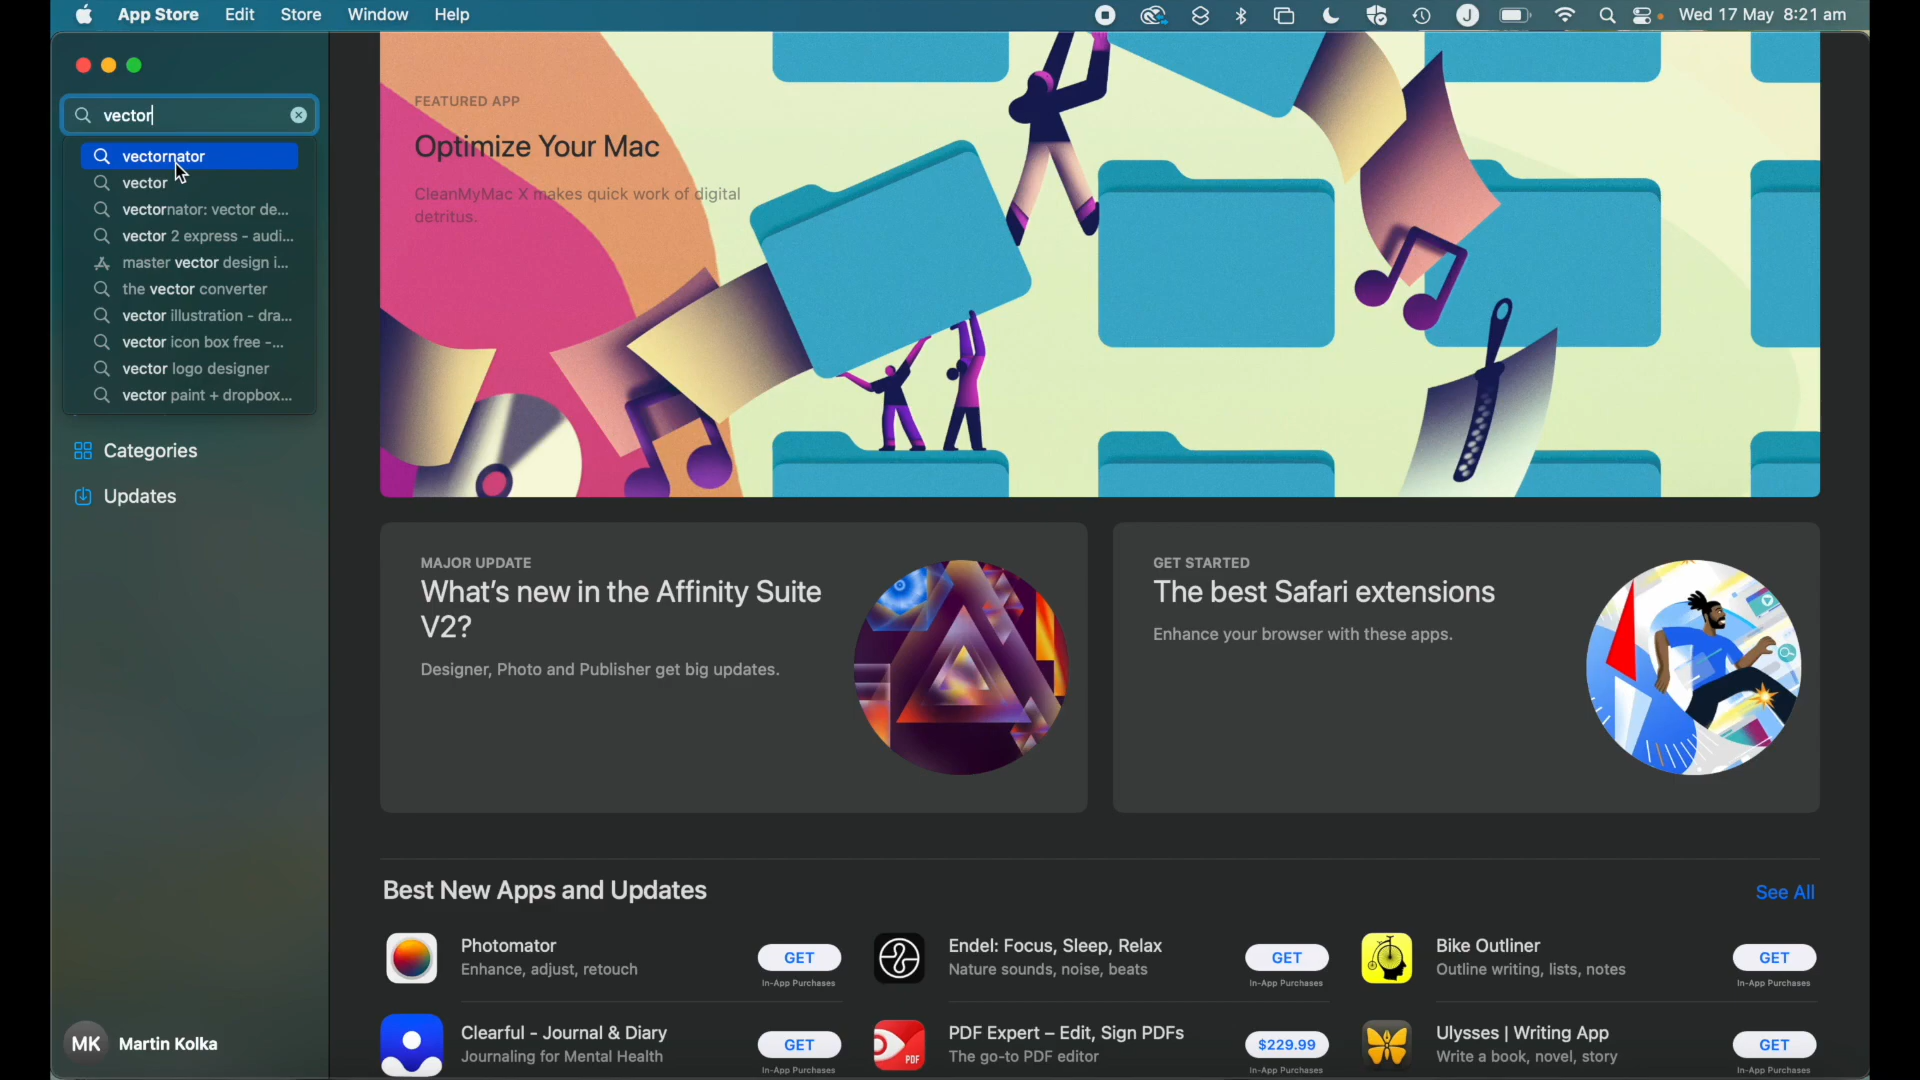 App Store Edit Store Window Help
J Wed 17 May 8:21 am
vector
vectornator
vector
vectornator: vector de...
vector 2 express - audi...
master vector design i...
the vector converter
vector illustration - dra...
vector icon box free -...
vector logo designer
vector paint + dropbox...
Categories
Updates
MK Martin Kolka
FEATURED APP
Optimize Your Mac
CleanMyMac X makes quick work of digital
detritus.
MAJOR UPDATE
What's new in the Affinity Suite
V2?
Designer, Photo and Publisher get big updates.
GET STARTED
The best Safari extensions
Enhance your browser with these apps.
Best New Apps and Updates
See All
Photomator
Enhance, adjust, retouch
GET
In-App Purchases
Endel: Focus, Sleep, Relax
Nature sounds, noise, beats
GET
In-App Purchases
Bike Outliner
Outline writing, lists, notes
GET
In-App Purchases
Clearful - Journal & Diary
Journaling for Mental Health
GET
In-App Purchases
PDF
PDF Expert – Edit, Sign PDFs
The go-to PDF editor
$229.99
In-App Purchases
Ulysses | Writing App
Write a book, novel, story
GET
In-App Purchases